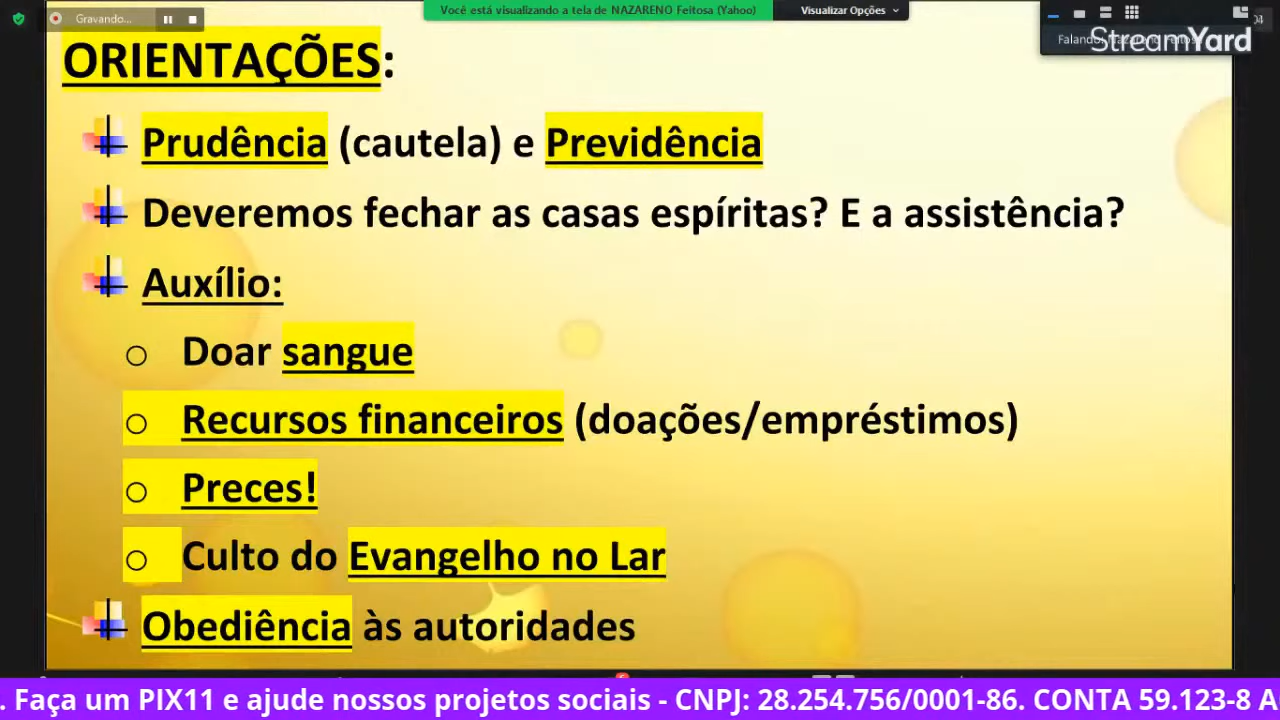 Gravando...
Você está visualizando a tela de NAZARENO Feitosa (Yahoo)
Visualizar Opções
04
StreamYard
ORIENTAÇÕES:
Prudência (cautela) e Previdência
Deveremos fechar as casas espíritas? E a assistência?
Auxílio:
Doar sangue
Recursos financeiros (doações/empréstimos)
Preces!
Culto do Evangelho no Lar
Obediência às autoridades
. Faça um PIX11 e ajude nossos projetos sociais - CNPJ: 28.254.756/0001-86. CONTA 59.123-8 A